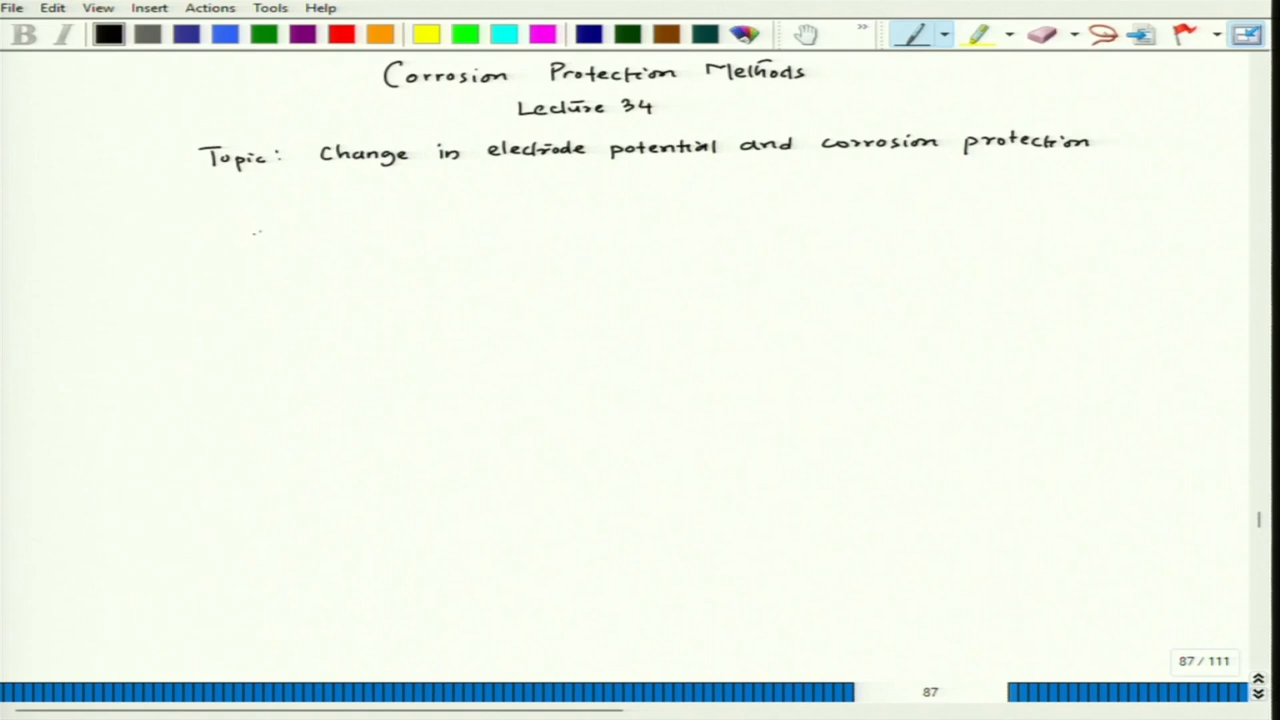 File Edit View Insert Actions Tools Help
B I
Corrosion Protection Methods
Lecture 34
Topic: Change in electrode potential and corrosion protection
87 / 111
87